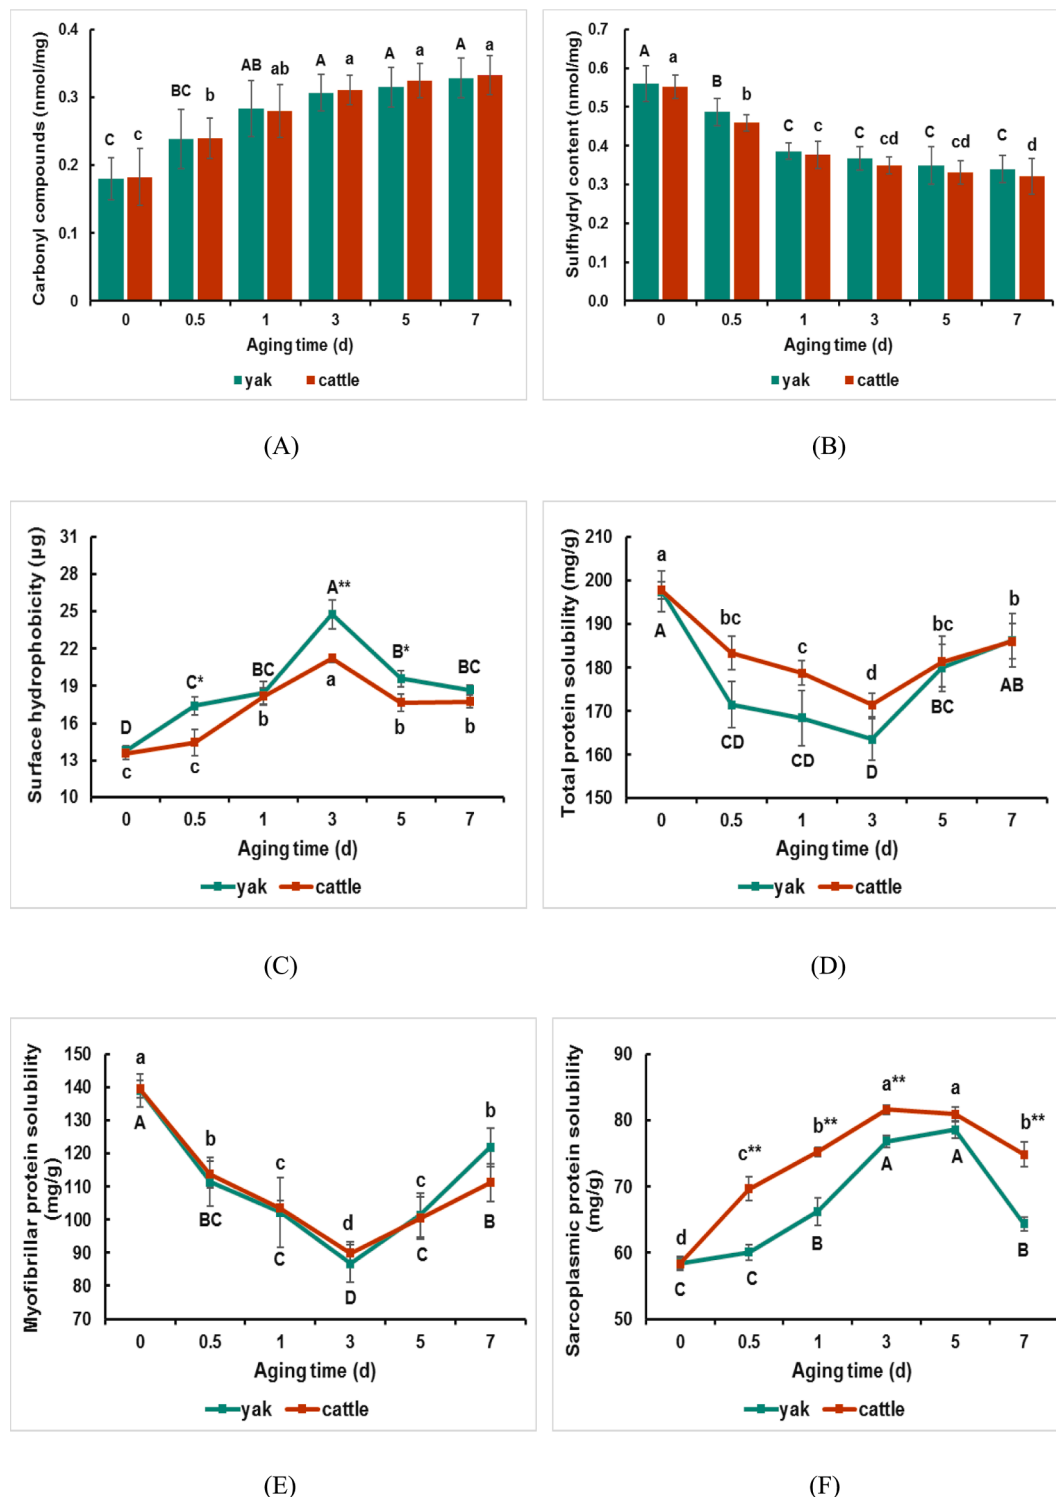 Carbonyl compounds (nmol/mg)
0.4
0.3
0.2
0.1
0
C c BC b AB ab A a A a A a
0 0.5 1 3 5 7
Aging time (d)
yak cattle
(A)
Sulfhydryl content (nmol/mg)
0.7
0.6
0.5
0.4
0.3
0.2
0.1
0.0
A a B b C c C cd C cd C d
0 0.5 1 3 5 7
Aging time (d)
yak cattle
(B)
Surface hydrophobicity (μg)
31
28
25
22
19
16
13
10
D C* BC A** B* BC
c c b a b b
0 0.5 1 3 5 7
Aging time (d)
yak cattle
(C)
Total protein solubility (mg/g)
210
200
190
180
170
160
150
a bc c d bc b
A CD CD D BC AB
0 0.5 1 3 5 7
Aging time (d)
yak cattle
(D)
Myofibrillar protein solubility
(mg/g)
150
140
130
120
110
100
90
80
70
a b c d c b
A BC C D C B
0 0.5 1 3 5 7
Aging time (d)
yak cattle
(E)
Sarcoplasmic protein solubility
(mg/g)
90
80
70
60
50
d c** b** a** a b**
C C B A A B
0 0.5 1 3 5 7
Aging time (d)
yak cattle
(F)